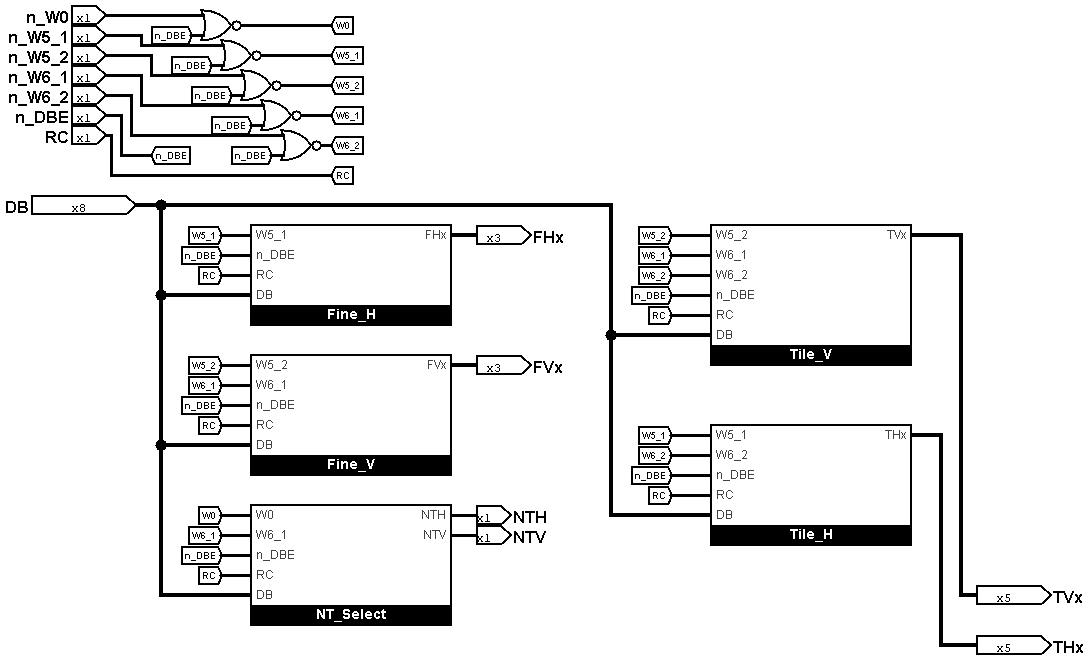 n_W0 x1
n_W5_1 x1
n_W5_2 x1
n_W6_1 x1
n_W6_2 x1
n_DBE x1
RC x1
n_DBE W0
n_DBE W5_1
n_DBE W5_2
n_DBE W6_1
n_DBE n_DBE W6_2
RC
DB x8
W5_1 W5_1 FHx x3 FHx
n_DBE n_DBE
RC RC
DB
Fine_H
W5_2 W5_2 FVx x3 FVx
W6_1 W6_1
n_DBE n_DBE
RC RC
DB
Fine_V
W0 W0 NTH x1 NTH
W6_1 W6_1 NTV x1 NTV
n_DBE n_DBE
RC RC
DB
NT_Select
W5_2 W5_2 TVx
W6_1 W6_1
W6_2 W6_2
n_DBE n_DBE
RC RC
DB
Tile_V
W5_1 W5_1 THx
W6_2 W6_2
n_DBE n_DBE
RC RC
DB
Tile_H
x5 TVx
x5 THx